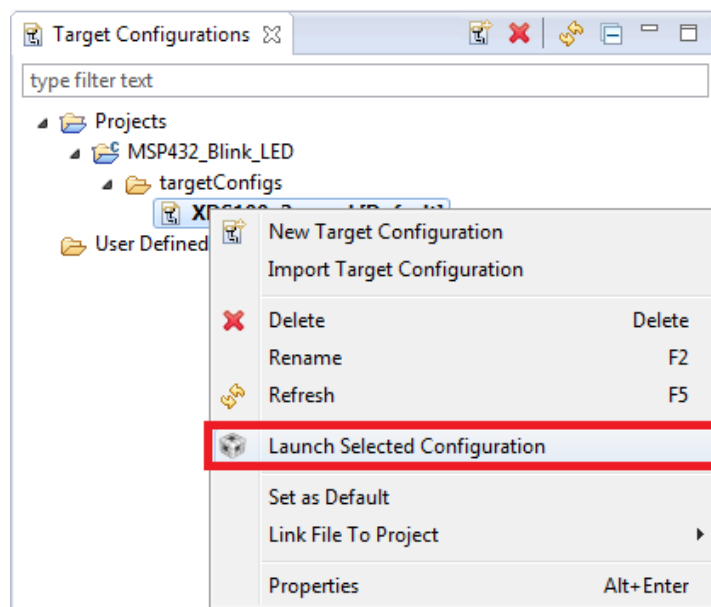 Target Configurations
type filter text
Projects
MSP432_Blink_LED
targetConfigs
User Defined
New Target Configuration
Import Target Configuration
Delete Delete
Rename F2
Refresh F5
Launch Selected Configuration
Set as Default
Link File To Project
Properties Alt+Enter